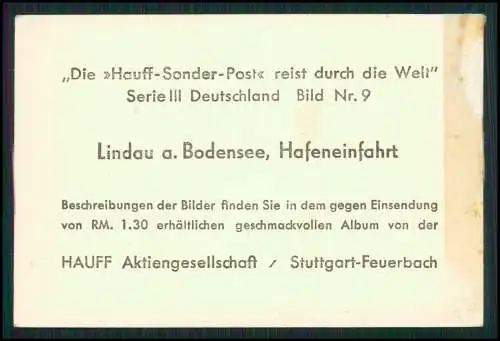 „Die »Hauff-Sonder-Post« reist durch die Welt"
Serie III Deutschland Bild Nr. 9
Lindau a. Bodensee, Hafeneinfahrt
Beschreibungen der Bilder finden Sie in dem gegen Einsendung
von RM. 1.30 erhältlichen geschmackvollen Album von der
HAUFF Aktiengesellschaft / Stuttgart-Feuerbach